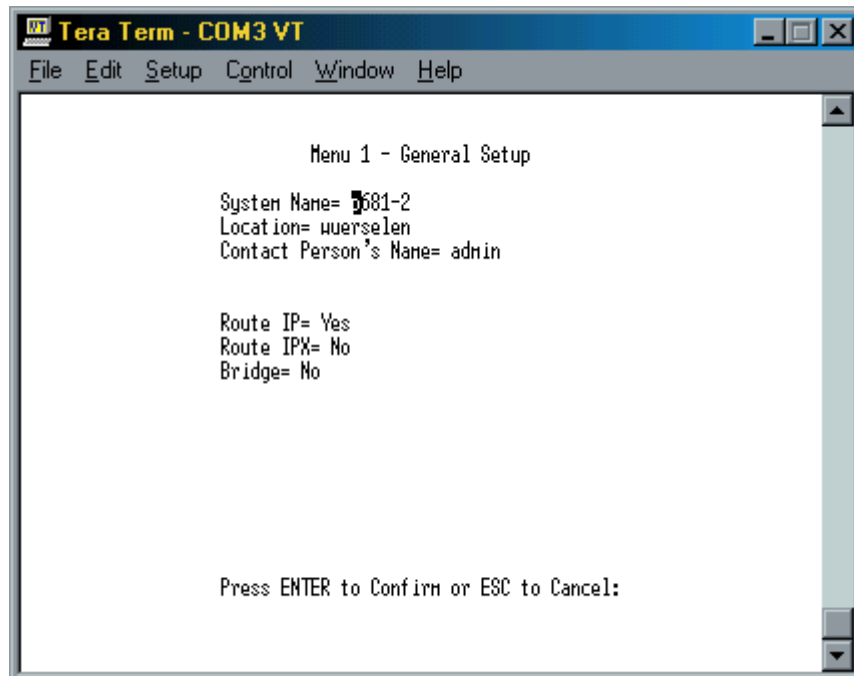 Tera Term - COM3 VT
File Edit Setup Control Window Help
Menu 1 - General Setup
System Name= p681-2
Location= wuerselen
Contact Person's Name= admin
Route IP= Yes
Route IPX= No
Bridge= No
Press ENTER to Confirm or ESC to Cancel: